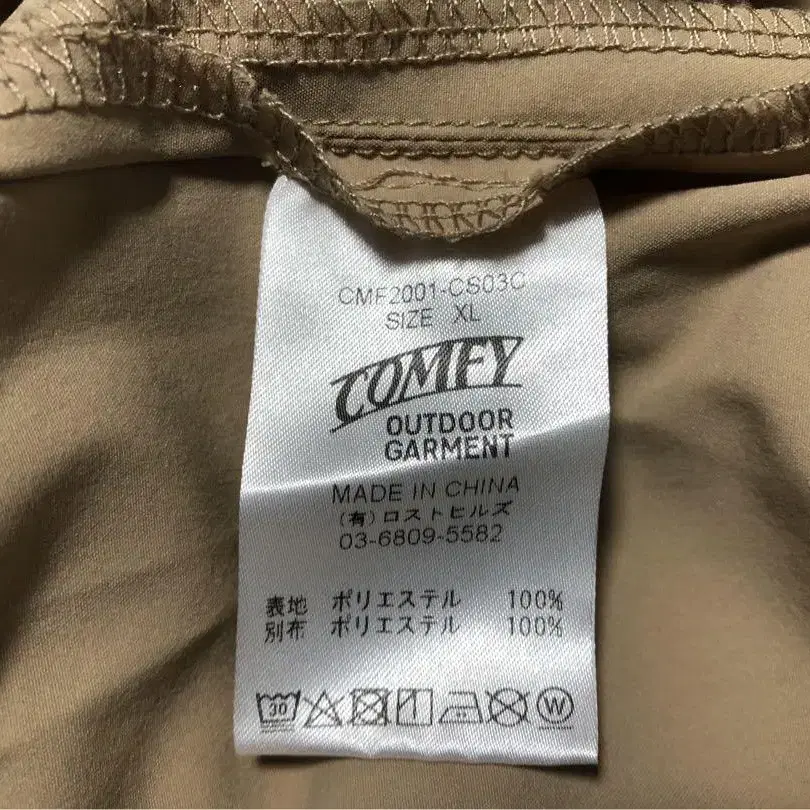 CMF2001-CS03C
SIZE XL
COMFY
OUTDOOR
GARMENT
MADE IN CHINA
(有)ロストヒルズ
03-6809-5582
表地 ポリエステル 100%
別布 ポリエステル 100%
30 W